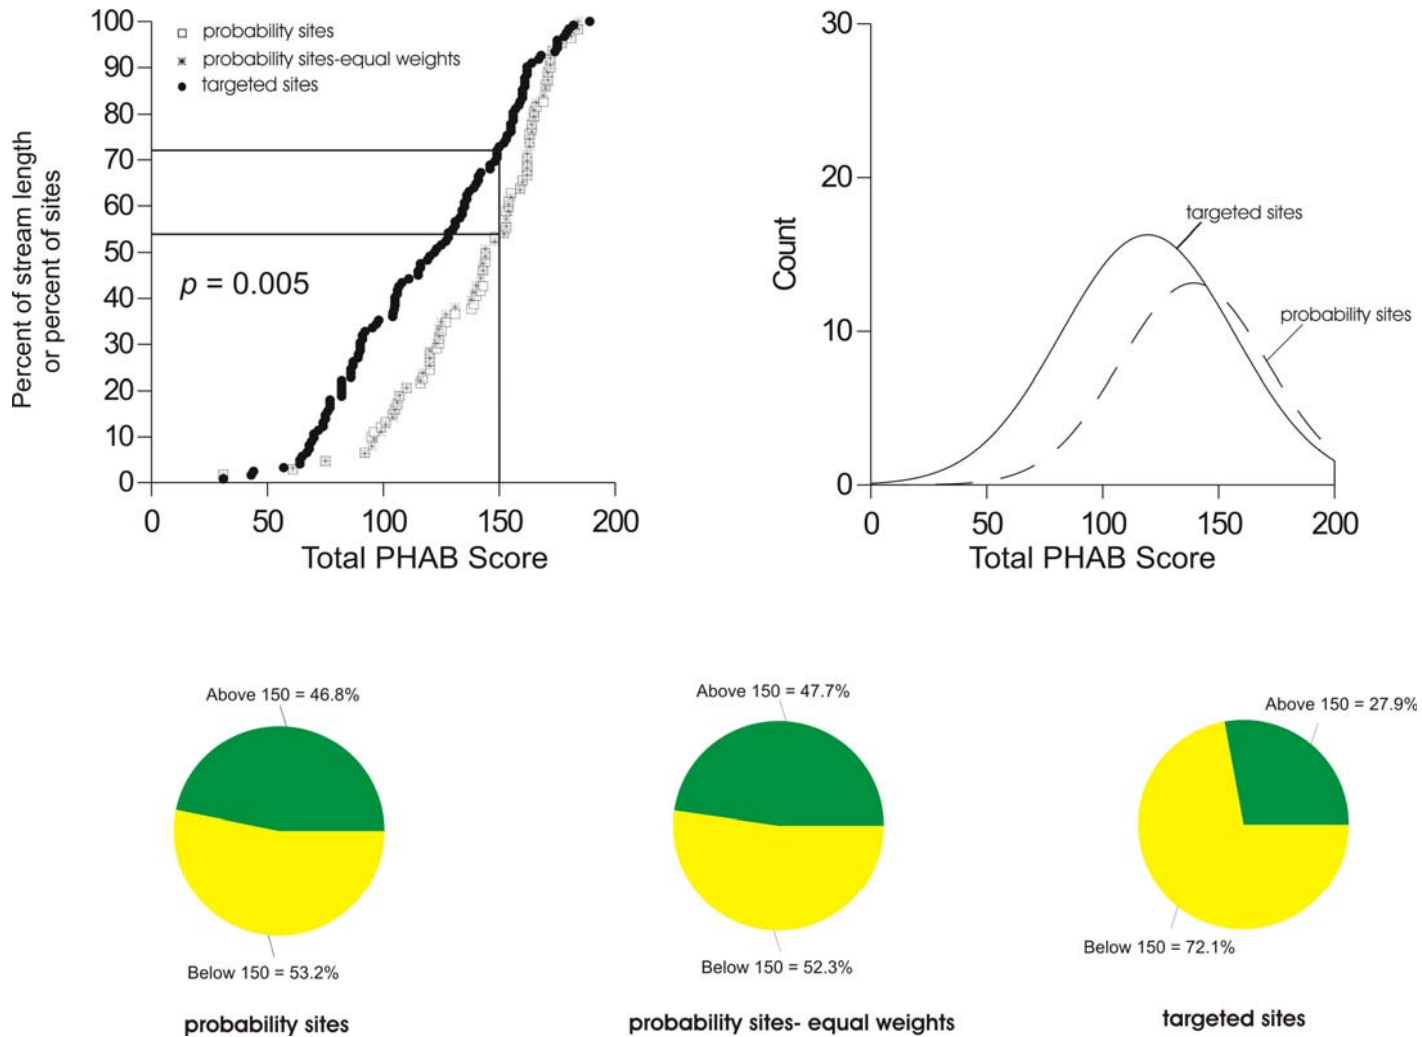 Percent of stream length
or percent of sites
100
90
80
70
60
50
40
30
20
10
0
probability sites
probability sites-equal weights
targeted sites
p = 0.005
0 50 100 150 200
Total PHAB Score
Count
30
20
10
0
targeted sites
probability sites
0 50 100 150 200
Total PHAB Score
Above 150 = 46.8%
Below 150 = 53.2%
probability sites
Above 150 = 47.7%
Below 150 = 52.3%
probability sites- equal weights
Above 150 = 27.9%
Below 150 = 72.1%
targeted sites